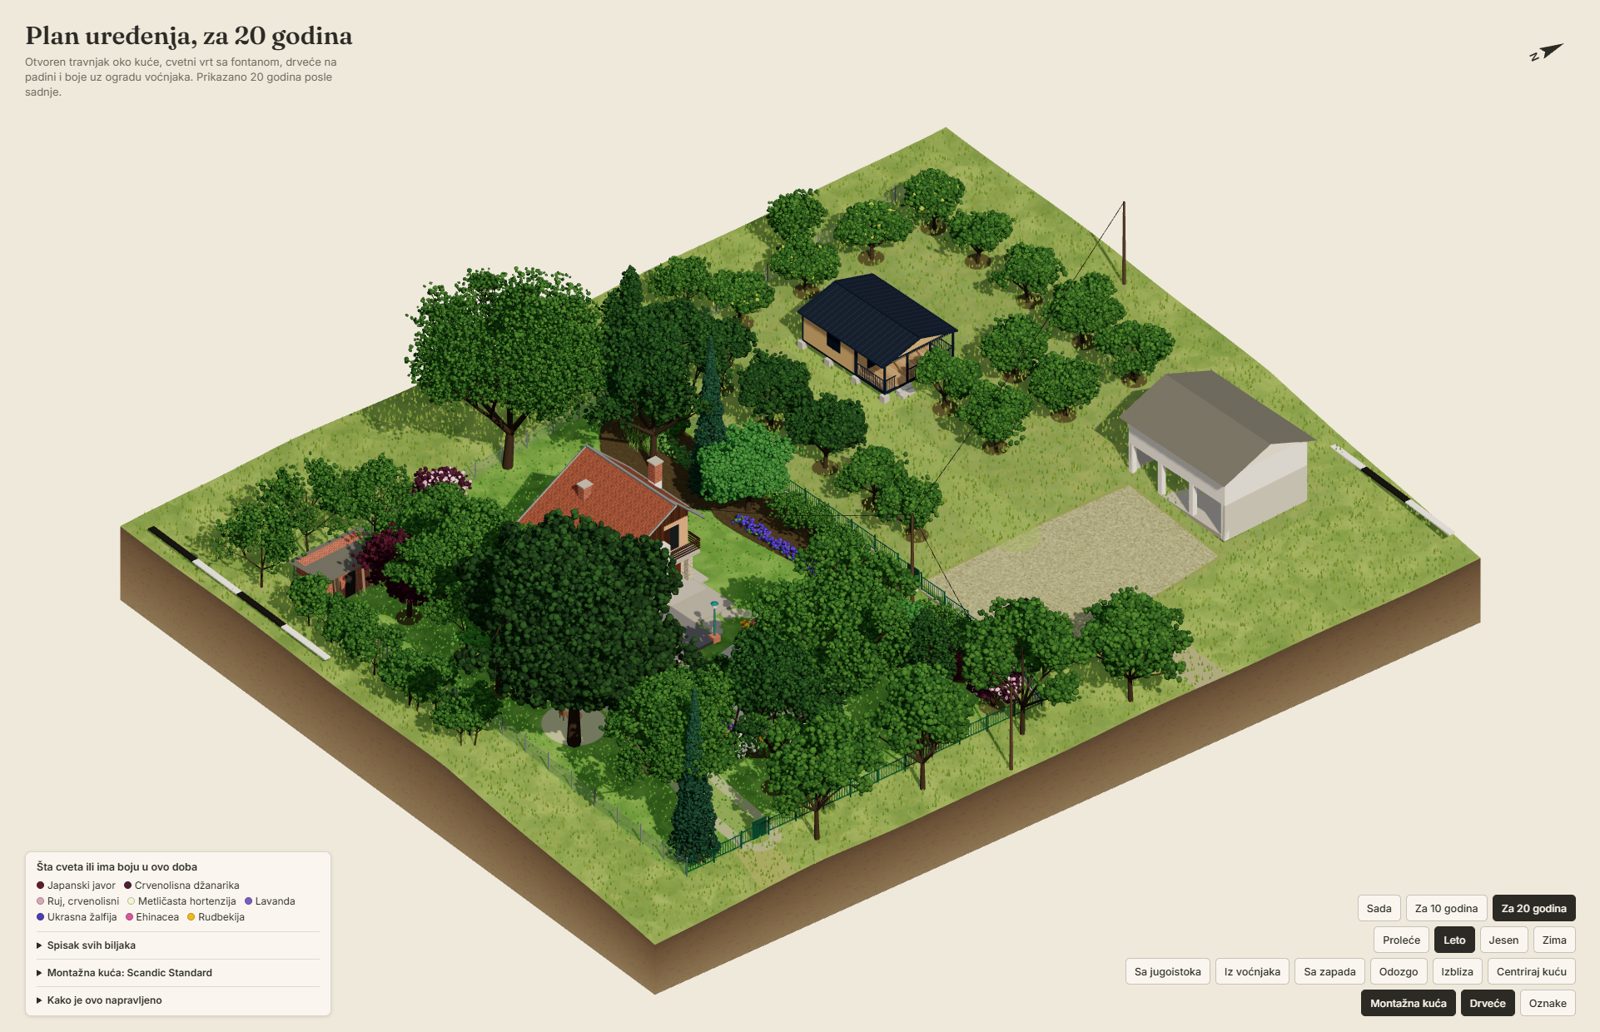 Plan uređenja, za 20 godina
Otvoren travnjak oko kuće, cvetni vrt sa fontanom, drveće na
padini i boje uz ogradu voćnjaka. Prikazano 20 godina posle
sadnje.
N
Šta cveta ili ima boju u ovo doba
Japanski javor Crvenolisna džanarika
Ruj, crvenolisni Metličasta hortenzija Lavanda
Ukrasna žalfija Ehinacea Rudbekija
Spisak svih biljaka
Montažna kuća: Scandic Standard
Kako je ovo napravljeno
Sada Za 10 godina Za 20 godina
Proleće Leto Jesen Zima
Sa jugoistoka Iz voćnjaka Sa zapada Odozgo Izbliza Centriraj kuću
Montažna kuća Drveće Oznake